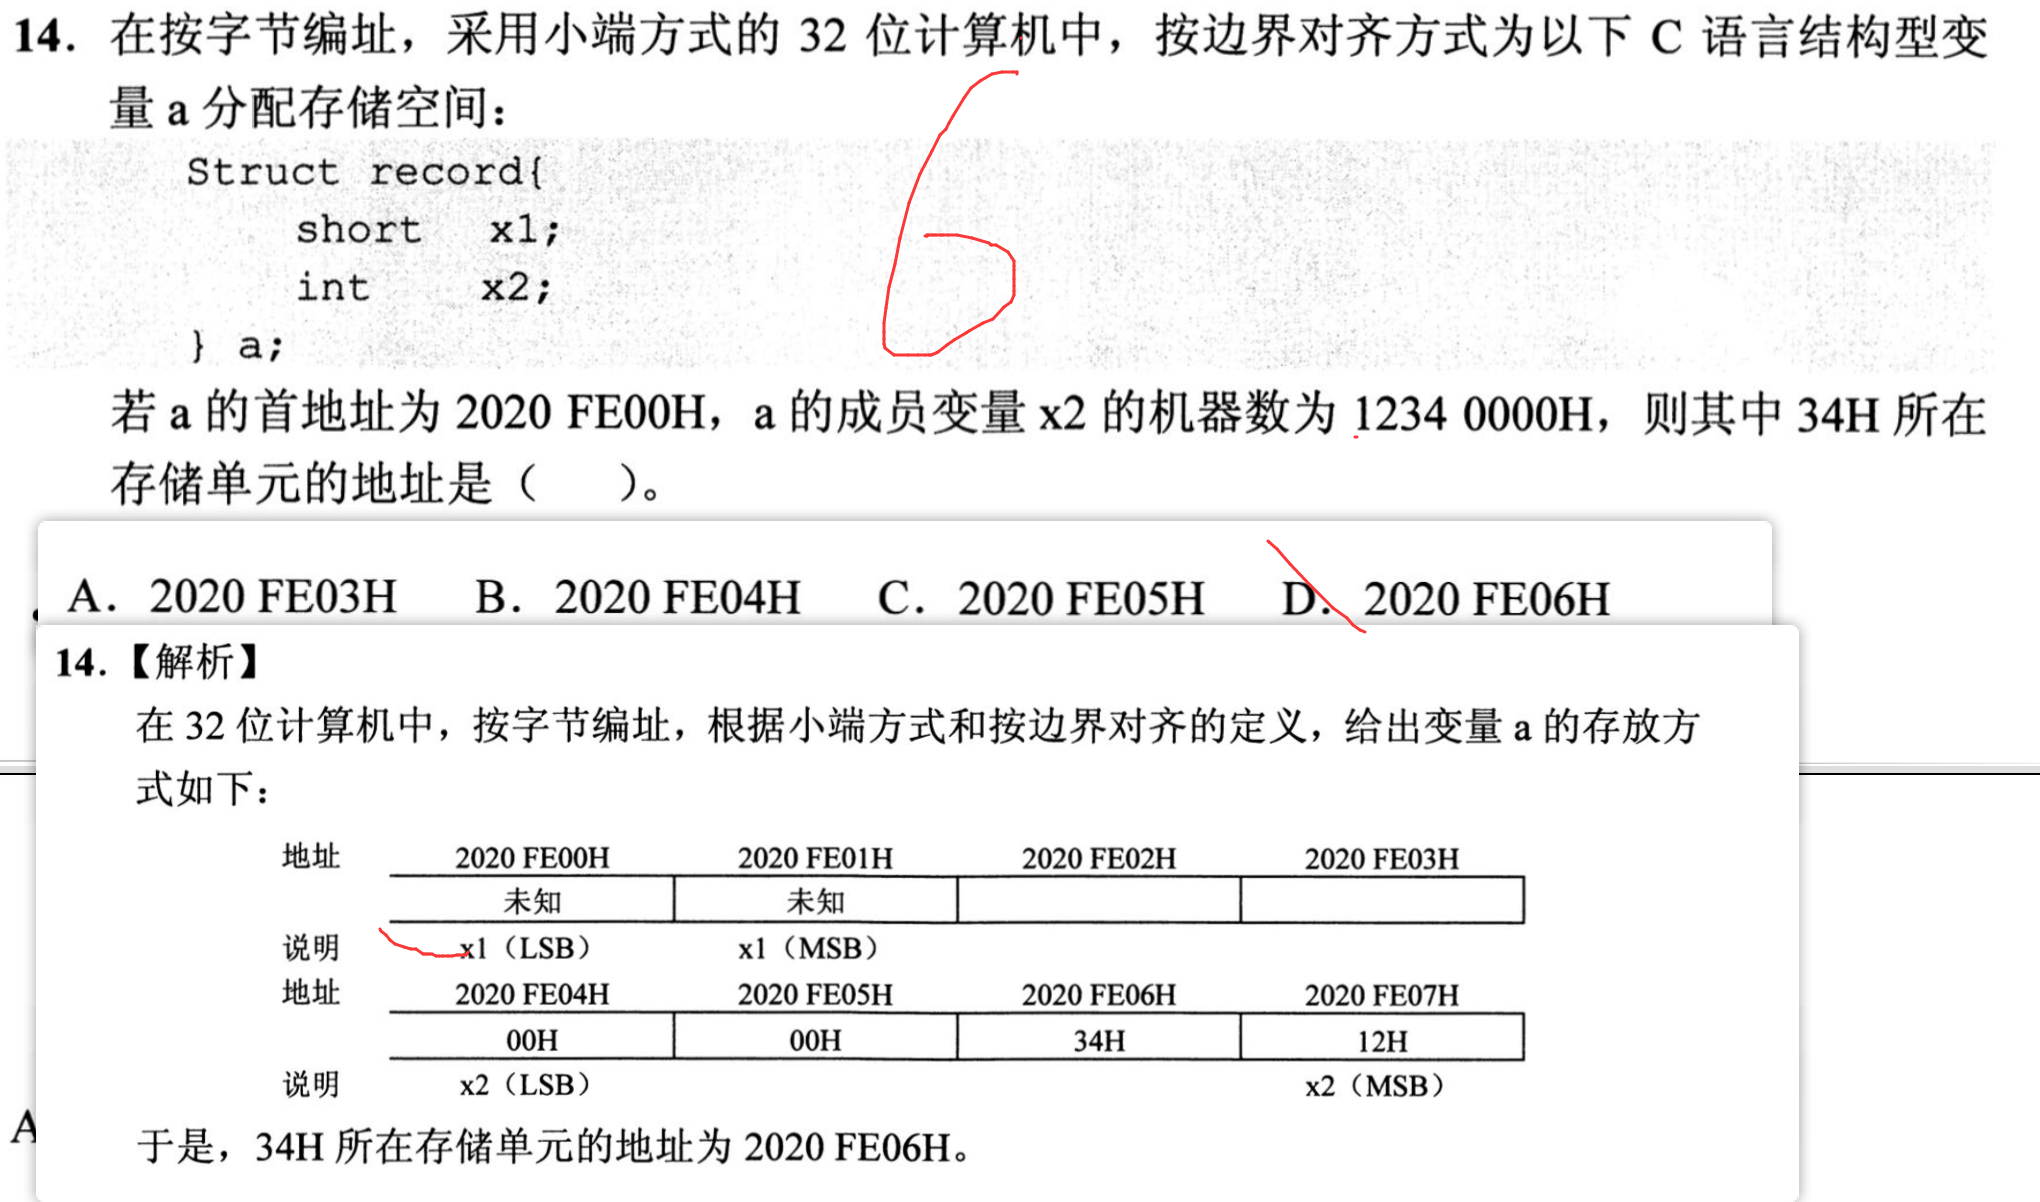 14. 在按字节编址，采用小端方式的 32 位计算机中，按边界对齐方式为以下 C 语言结构型变
量 a 分配存储空间：
Struct record{
short x1;
int x2;
} a;
若 a 的首地址为 2020 FE00H，a 的成员变量 x2 的机器数为 1234 0000H，则其中 34H 所在
存储单元的地址是（ ）。
A. 2020 FE03H B. 2020 FE04H C. 2020 FE05H D. 2020 FE06H
14.【解析】
在 32 位计算机中，按字节编址，根据小端方式和按边界对齐的定义，给出变量 a 的存放方
式如下：
地址 2020 FE00H 2020 FE01H 2020 FE02H 2020 FE03H
未知 未知
说明 x1（LSB） x1（MSB）
地址 2020 FE04H 2020 FE05H 2020 FE06H 2020 FE07H
00H 00H 34H 12H
说明 x2（LSB） x2（MSB）
A
于是，34H 所在存储单元的地址为 2020 FE06H。